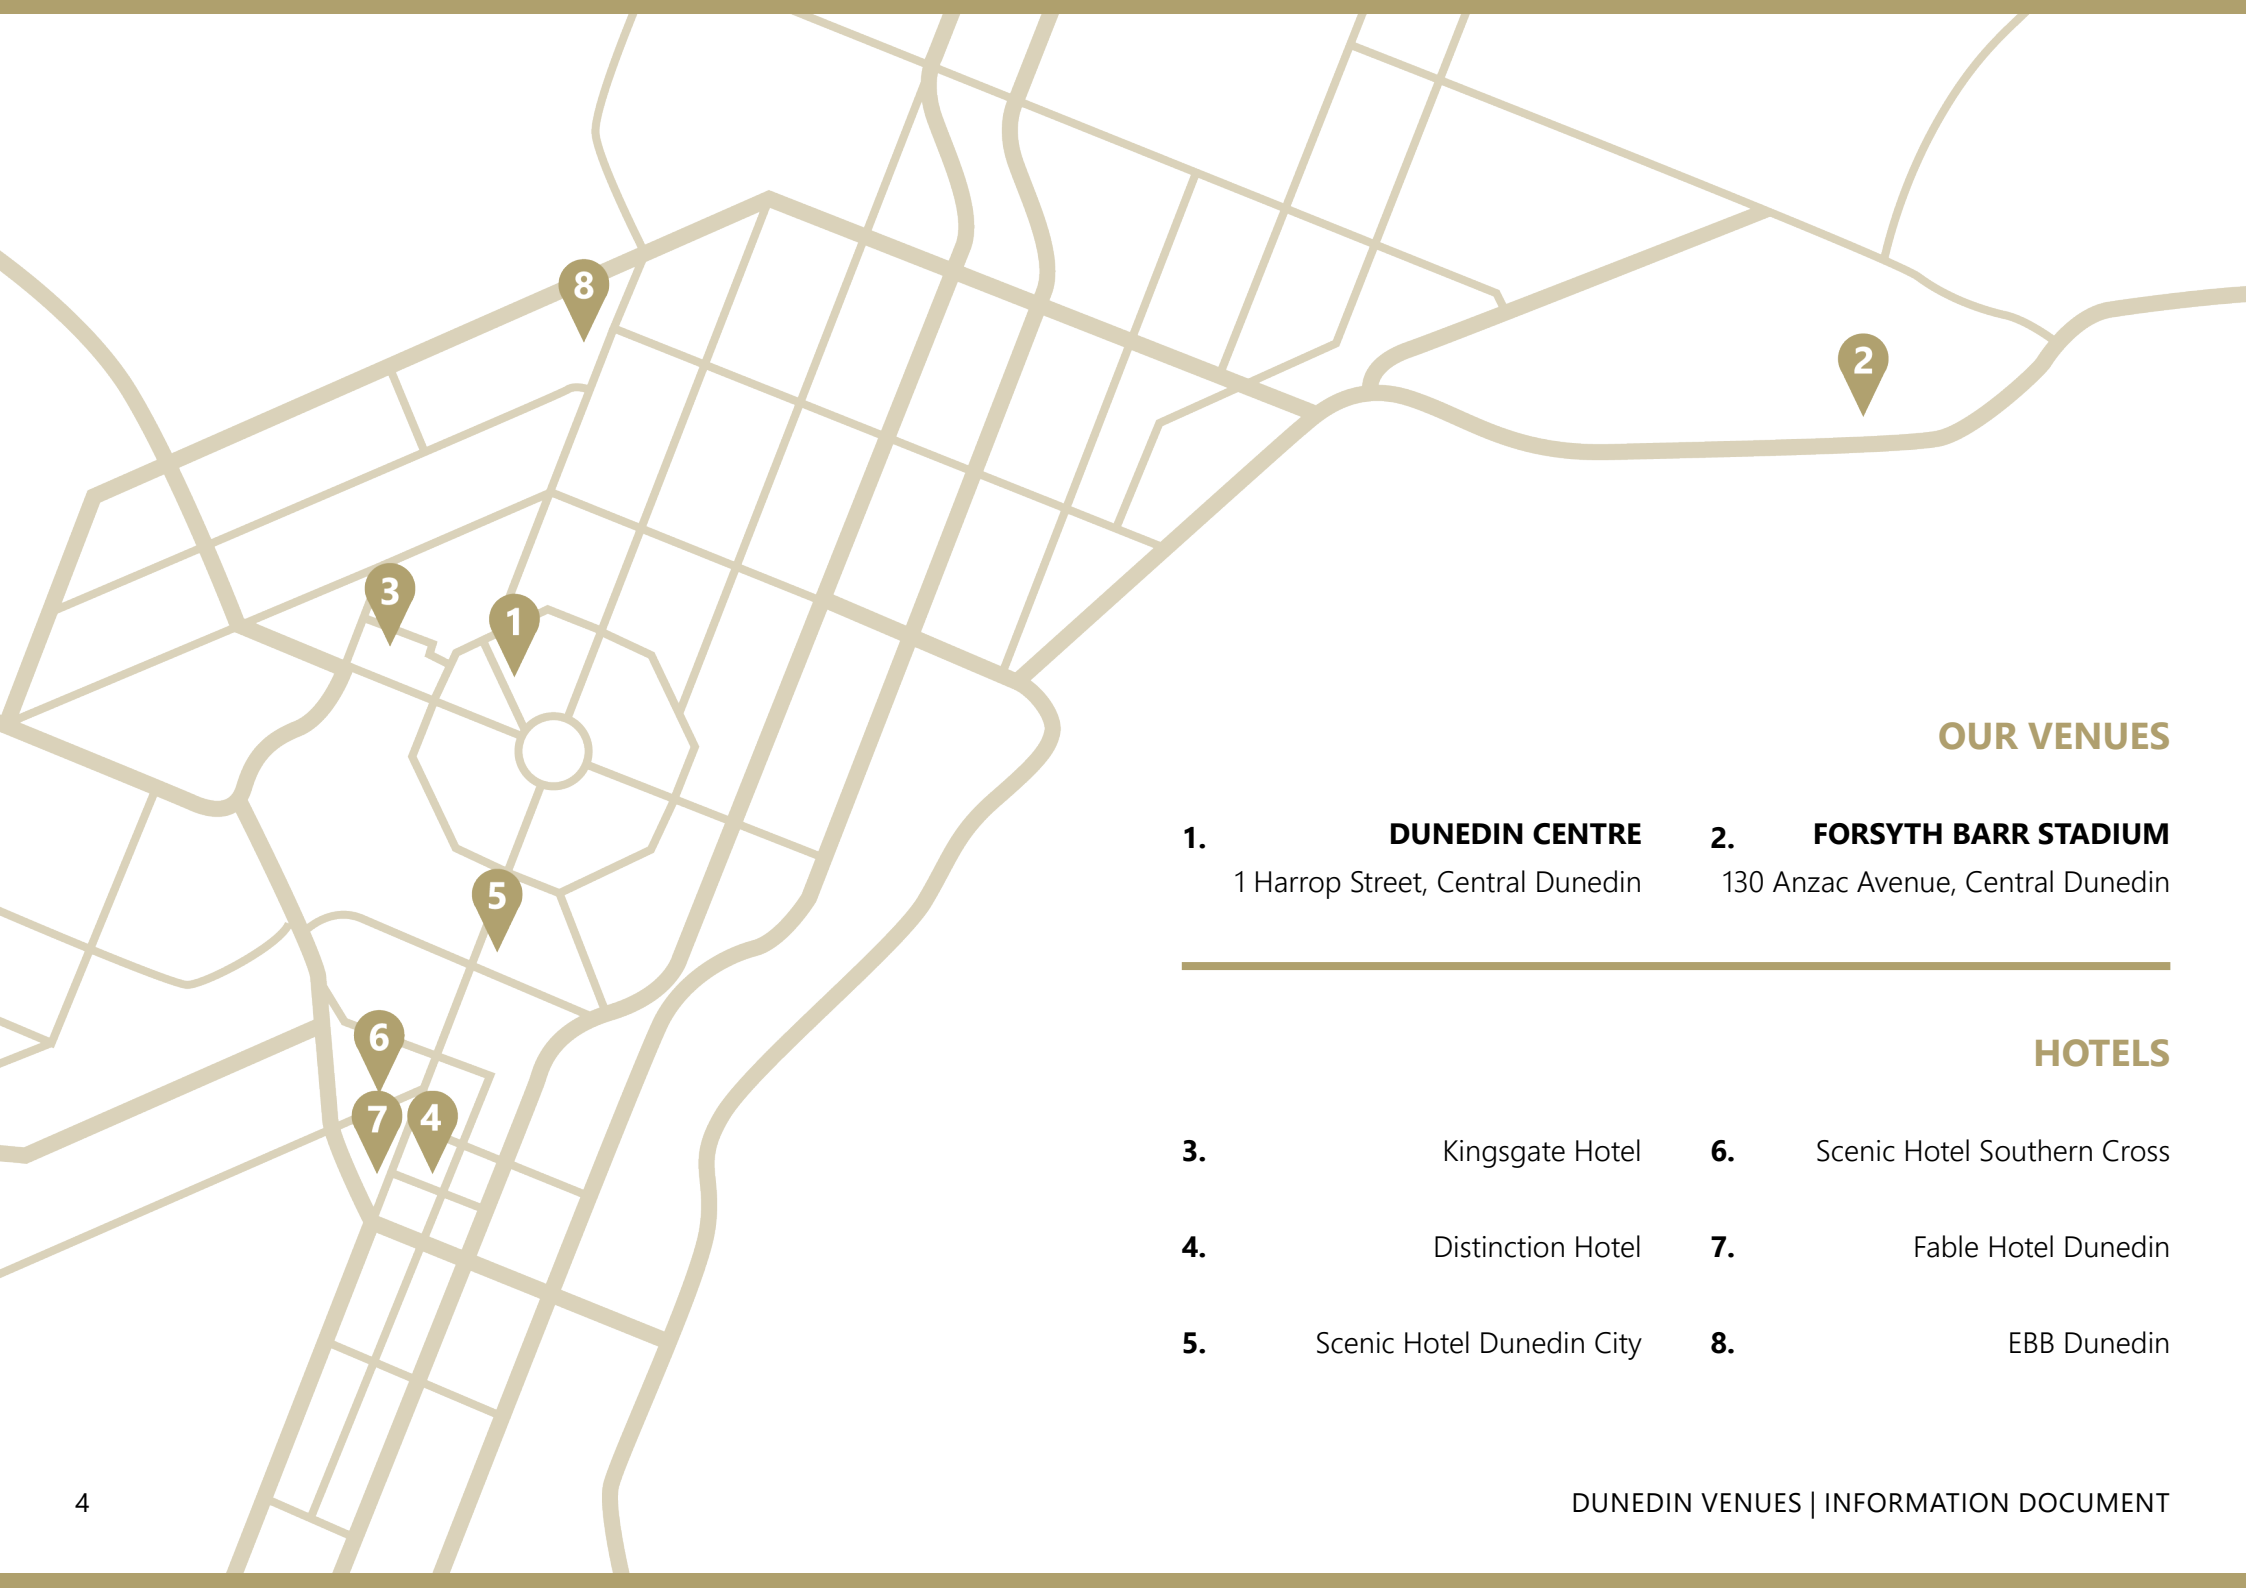 8
2
3
1
5
6
7
4
OUR VENUES
1. DUNEDIN CENTRE
1 Harrop Street, Central Dunedin
2. FORSYTH BARR STADIUM
130 Anzac Avenue, Central Dunedin
HOTELS
3. Kingsgate Hotel
4. Distinction Hotel
5. Scenic Hotel Dunedin City
6. Scenic Hotel Southern Cross
7. Fable Hotel Dunedin
8. EBB Dunedin
4
DUNEDIN VENUES | INFORMATION DOCUMENT